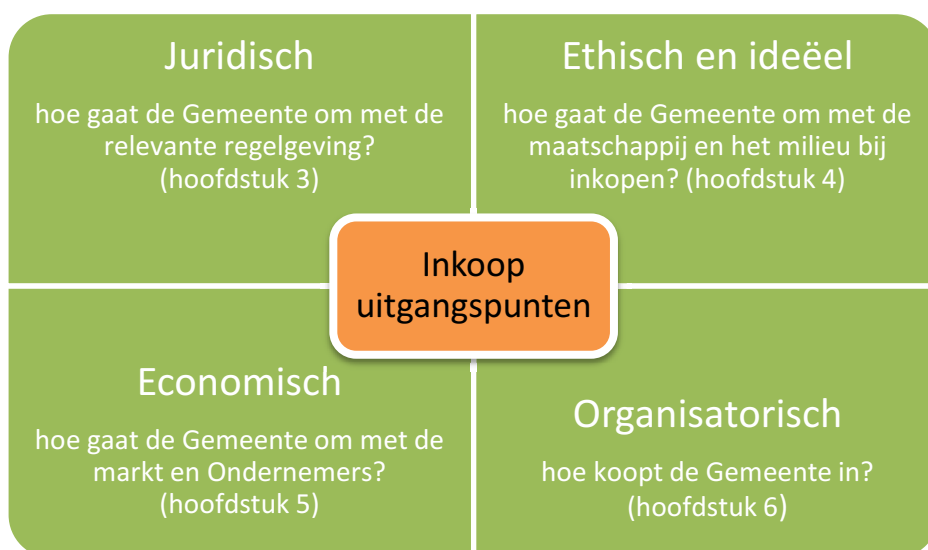 Juridisch
hoe gaat de Gemeente om met de
relevante regelgeving?
(hoofdstuk 3)
Ethisch en ideëel
hoe gaat de Gemeente om met de
maatschappij en het milieu bij
inkopen? (hoofdstuk 4)
Inkoop
uitgangspunten
Economisch
hoe gaat de Gemeente om met de
markt en Ondernemers?
(hoofdstuk 5)
Organisatorisch
hoe koopt de Gemeente in?
(hoofdstuk 6)